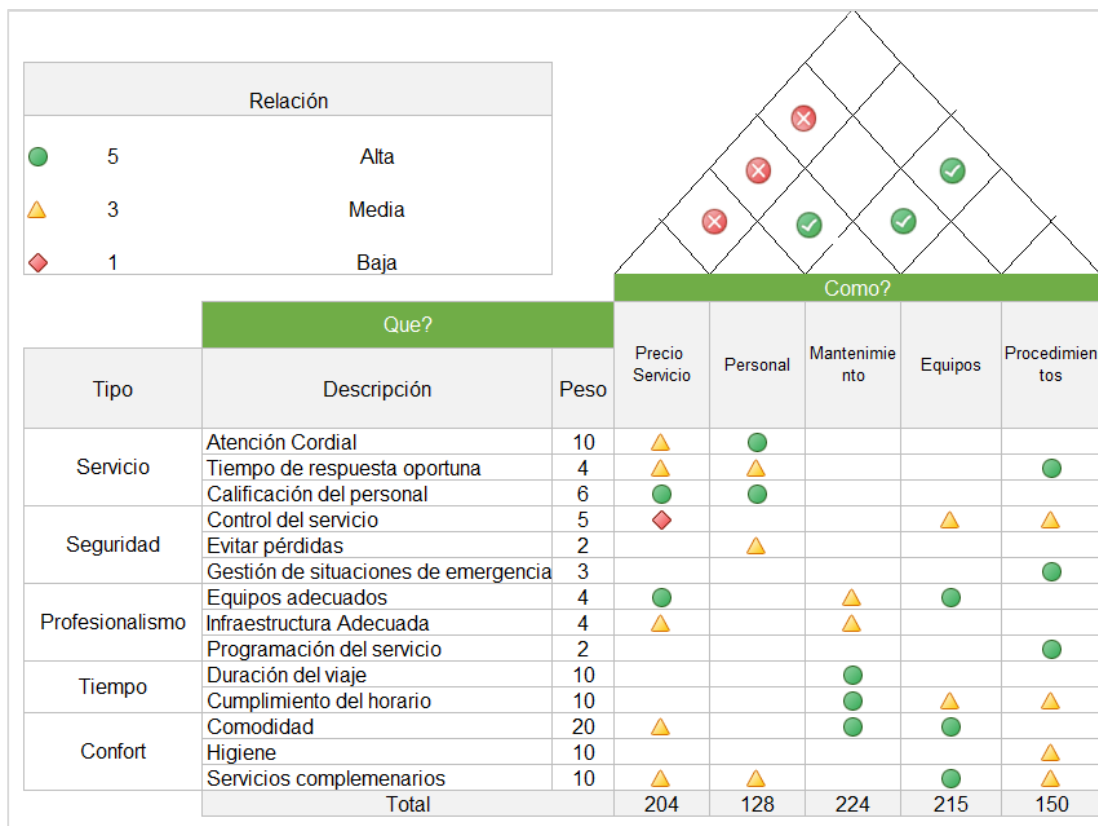 Relación
5 Alta
3 Media
1 Baja
Como?
Que?
Tipo Descripción Peso Precio Servicio Personal Mantenimie nto Equipos Procedimien tos
Servicio
Atención Cordial 10
Tiempo de respuesta oportuna 4
Calificación del personal 6
Seguridad
Control del servicio 5
Evitar pérdidas 2
Gestión de situaciones de emergencia 3
Profesionalismo
Equipos adecuados 4
Infraestructura Adecuada 4
Programación del servicio 2
Tiempo
Duración del viaje 10
Cumplimiento del horario 10
Confort
Comodidad 20
Higiene 10
Servicios complemenarios 10
Total 204 128 224 215 150